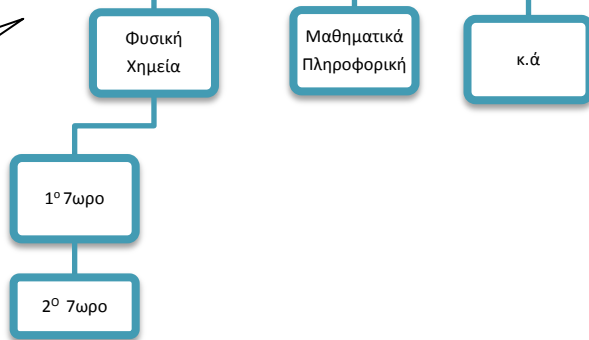 Φυσική
Χημεία
Μαθηματικά
Πληροφορική
κ.ά
1ο 7ωρο
2Ο 7ωρο